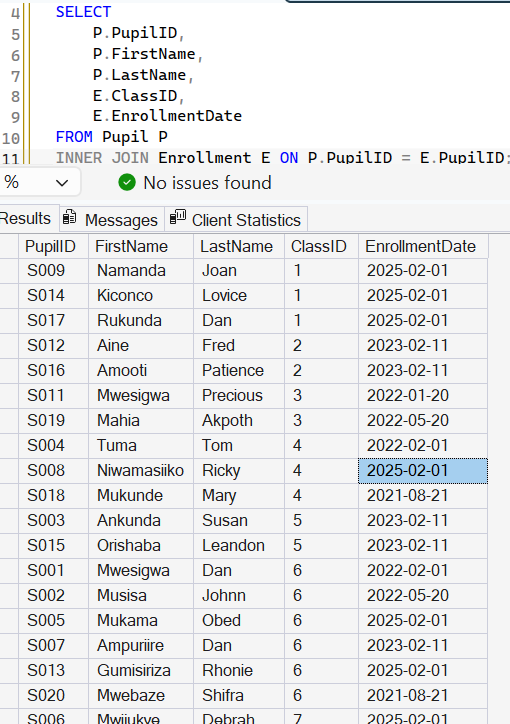 4 SELECT
5 P.PupilID,
6 P.FirstName,
7 P.LastName,
8 E.ClassID,
9 E.EnrollmentDate
10 FROM Pupil P
11 INNER JOIN Enrollment E ON P.PupilID = E.PupilID;
% No issues found
Results Messages Client Statistics
PupilID FirstName LastName ClassID EnrollmentDate
S009 Namanda Joan 1 2025-02-01
S014 Kiconco Lovice 1 2025-02-01
S017 Rukunda Dan 1 2025-02-01
S012 Aine Fred 2 2023-02-11
S016 Amooti Patience 2 2023-02-11
S011 Mwesigwa Precious 3 2022-01-20
S019 Mahia Akpoth 3 2022-05-20
S004 Tuma Tom 4 2022-02-01
S008 Niwamasiiko Ricky 4 2025-02-01
S018 Mukunde Mary 4 2021-08-21
S003 Ankunda Susan 5 2023-02-11
S015 Orishaba Leandon 5 2023-02-11
S001 Mwesigwa Dan 6 2022-02-01
S002 Musisa Johnn 6 2022-05-20
S005 Mukama Obed 6 2025-02-01
S007 Ampuriire Dan 6 2023-02-11
S013 Gumisiriza Rhonie 6 2025-02-01
S020 Mwebaze Shifra 6 2021-08-21
S006 Mwijukye Debrah 7 2025-02-01